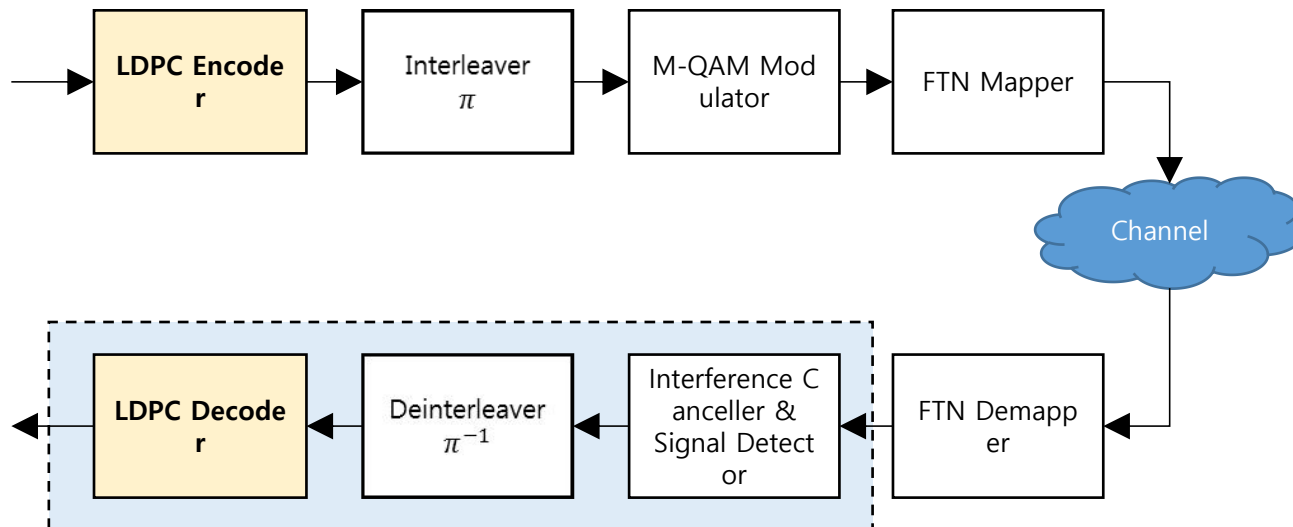 LDPC Encode
r
Interleaver
π
M-QAM Mod
ulator
FTN Mapper
Channel
LDPC Decode
r
Deinterleaver
π⁻¹
Interference C
anceller &
Signal Detect
or
FTN Demapp
er